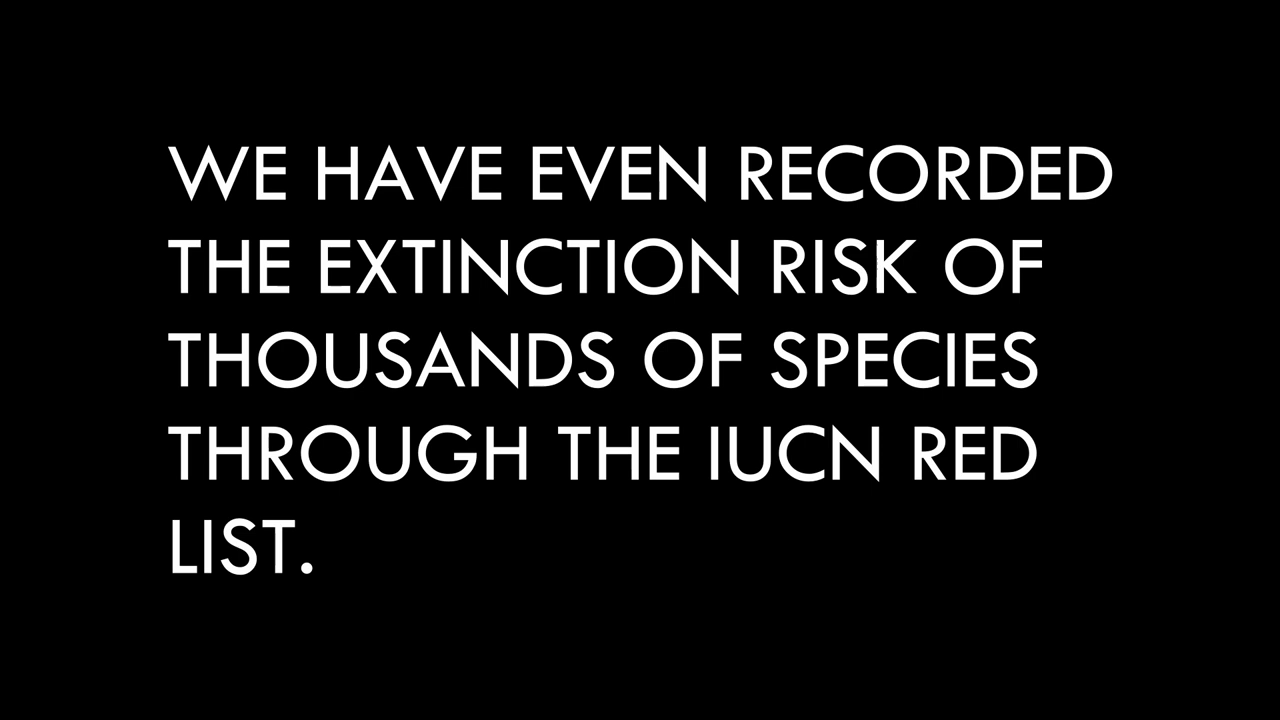 WE HAVE EVEN RECORDED
THE EXTINCTION RISK OF
THOUSANDS OF SPECIES
THROUGH THE IUCN RED
LIST.